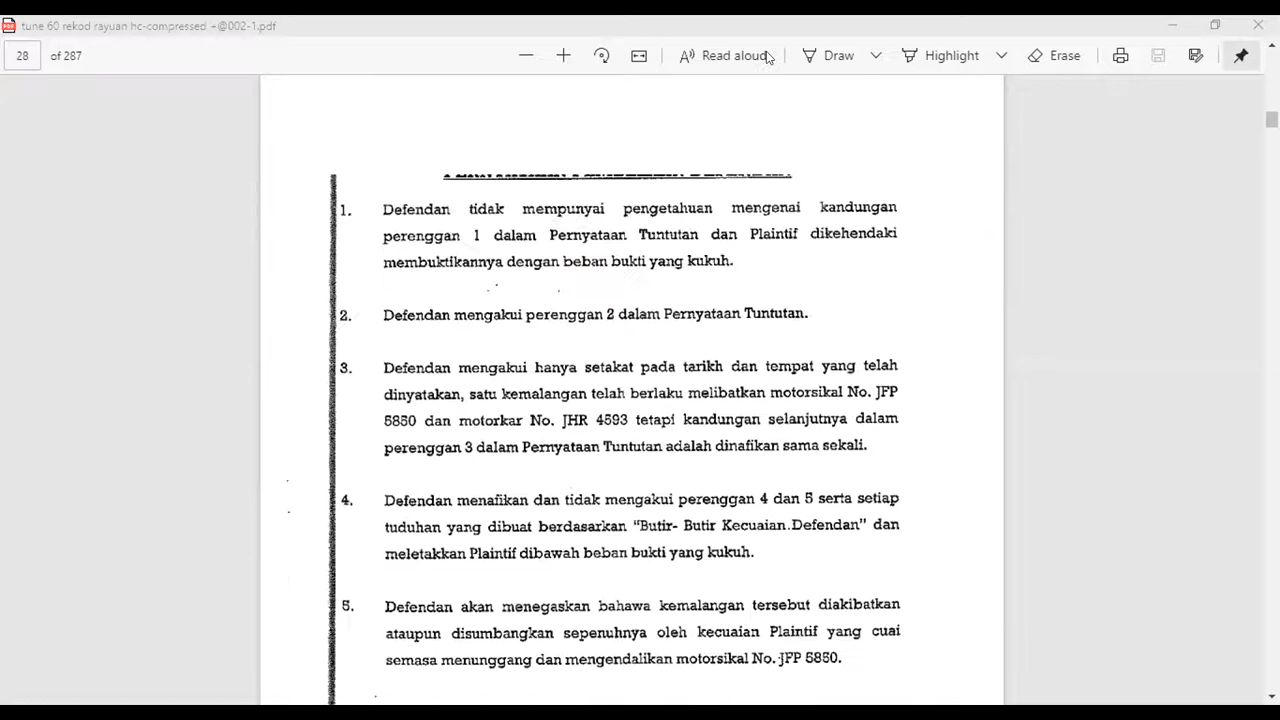 tune 60 rekod rayuan hc-compressed +@002-1.pdf
28 of 287
Read aloud
Draw
Highlight
Erase
1. Defendan tidak mempunyai pengetahuan mengenai kandungan
perenggan 1 dalam Pernyataan Tuntutan dan Plaintif dikehendaki
membuktikannya dengan beban bukti yang kukuh.
2. Defendan mengakui perenggan 2 dalam Pernyataan Tuntutan.
3. Defendan mengakui hanya setakat pada tarikh dan tempat yang telah
dinyatakan, satu kemalangan telah berlaku melibatkan motorsikal No. JFP
5850 dan motorkar No. JHR 4593 tetapi kandungan selanjutnya dalam
perenggan 3 dalam Pernyataan Tuntutan adalah dinafikan sama sekali.
4. Defendan menafikan dan tidak mengakui perenggan 4 dan 5 serta setiap
tuduhan yang dibuat berdasarkan "Butir- Butir Kecuaian Defendan" dan
meletakkan Plaintif dibawah beban bukti yang kukuh.
5. Defendan akan menegaskan bahawa kemalangan tersebut diakibatkan
ataupun disumbangkan sepenuhnya oleh kecuaian Plaintif yang cuai
semasa menunggang dan mengendalikan motorsikal No. JFP 5850.